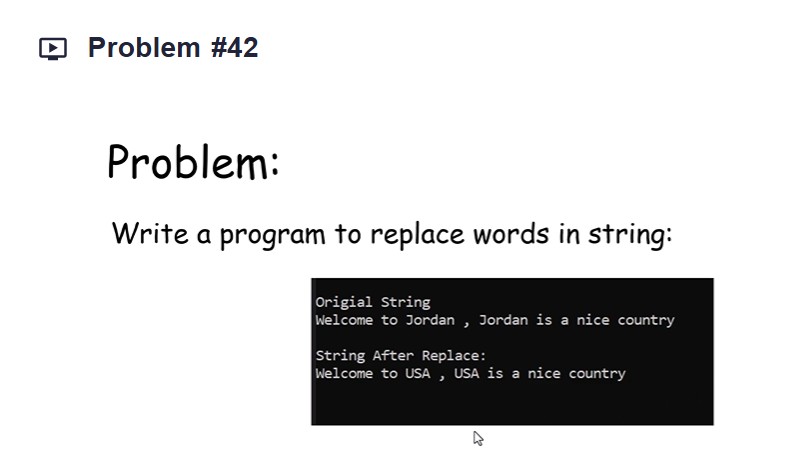 Problem #42
Problem:
Write a program to replace words in string:
Origial String
Welcome to Jordan , Jordan is a nice country
String After Replace:
Welcome to USA , USA is a nice country